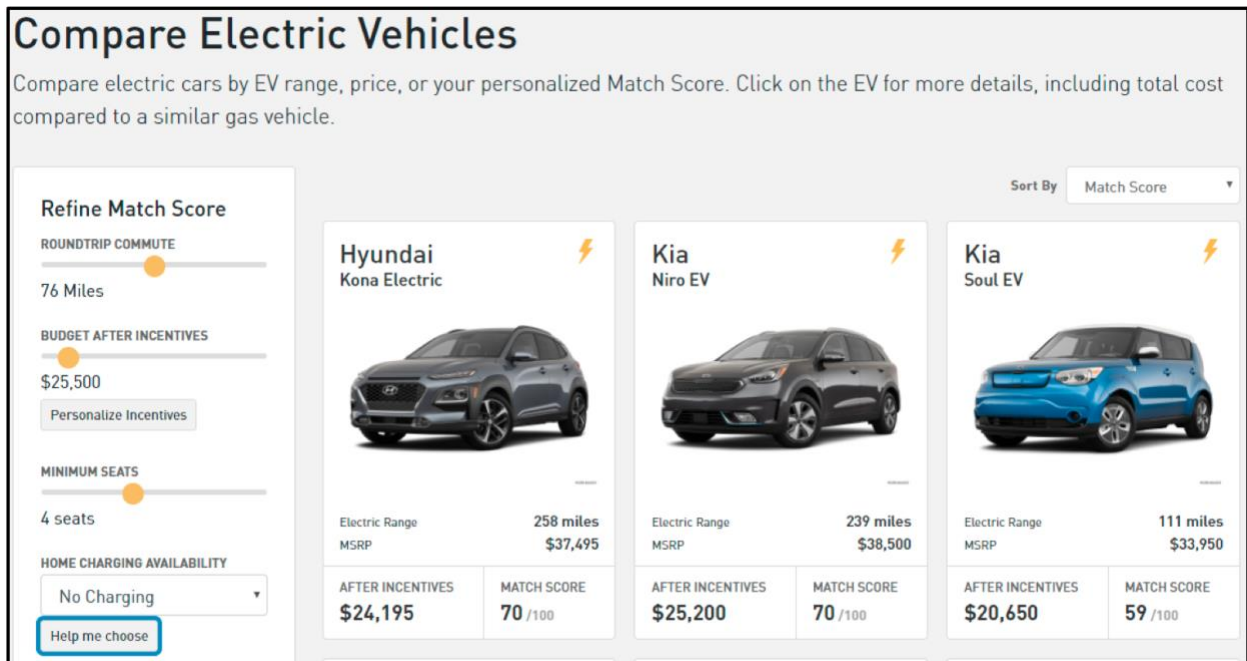 Compare Electric Vehicles
Compare electric cars by EV range, price, or your personalized Match Score. Click on the EV for more details, including total cost
compared to a similar gas vehicle.
Sort By Match Score
Refine Match Score
ROUNDTRIP COMMUTE
76 Miles
BUDGET AFTER INCENTIVES
$25,500
Personalize Incentives
MINIMUM SEATS
4 seats
HOME CHARGING AVAILABILITY
No Charging
Help me choose
Hyundai
Kona Electric
Electric Range 258 miles
MSRP $37,495
AFTER INCENTIVES MATCH SCORE
$24,195 70 /100
Kia
Niro EV
Electric Range 239 miles
MSRP $38,500
AFTER INCENTIVES MATCH SCORE
$25,200 70 /100
Kia
Soul EV
Electric Range 111 miles
MSRP $33,950
AFTER INCENTIVES MATCH SCORE
$20,650 59 /100